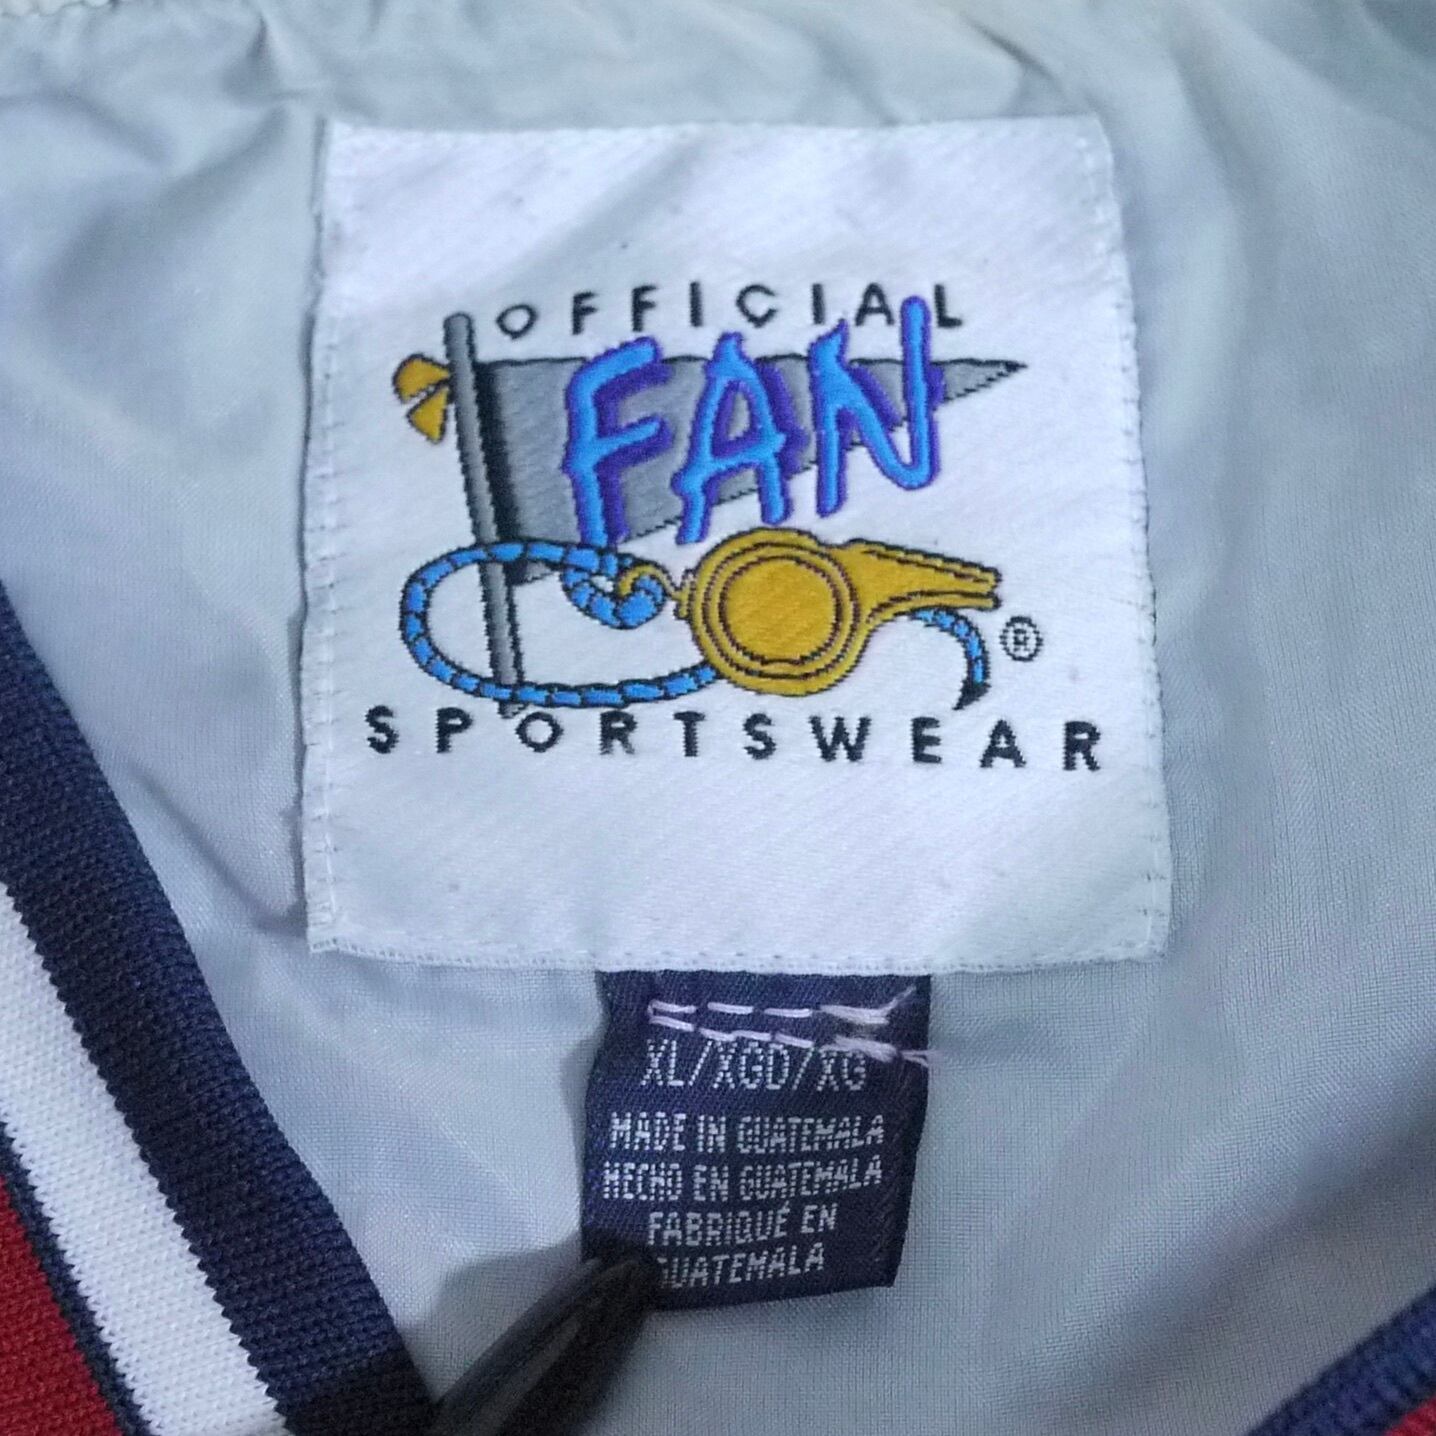 OFFICIAL
FAN
®
SPORTSWEAR
XL/XGD/XG
MADE IN GUATEMALA
HECHO EN GUATEMALA
FABRIQUÉ EN
GUATEMALA